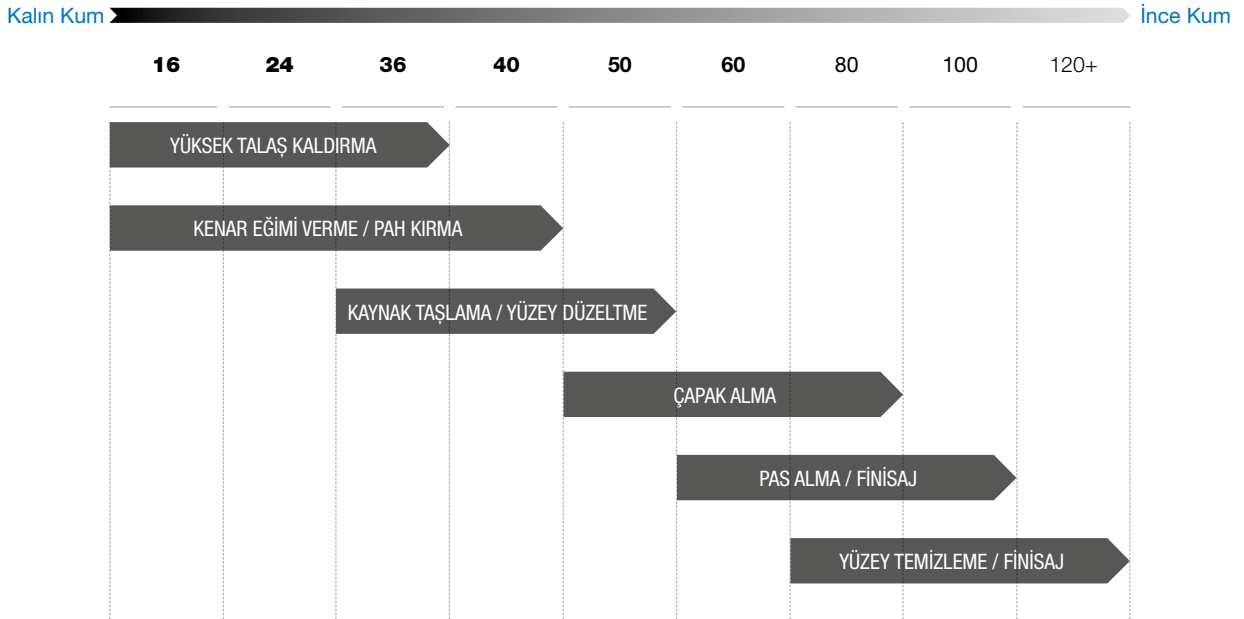 Kalın Kum İnce Kum
16 24 36 40 50 60 80 100 120+
YÜKSEK TALAŞ KALDIRMA
KENAR EĞİMİ VERME / PAH KIRMA
KAYNAK TAŞLAMA / YÜZEY DÜZELTME
ÇAPAK ALMA
PAS ALMA / FİNİSAJ
YÜZEY TEMİZLEME / FİNİSAJ